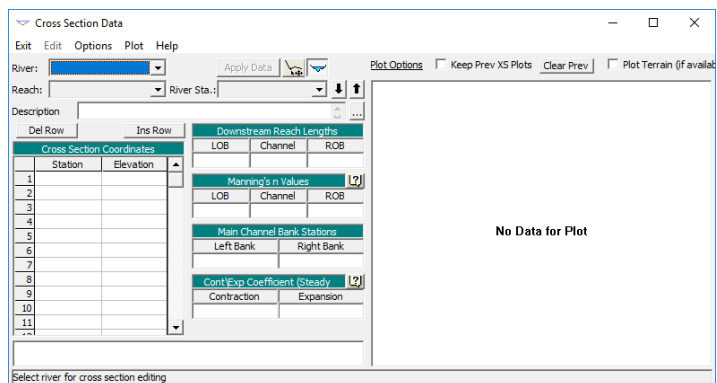 Cross Section Data
Exit Edit Options Plot Help
River: Apply Data Plot Options Keep Prev XS Plots Clear Prev Plot Terrain (if availab
Reach: River Sta.:
Description ...
Del Row Ins Row Downstream Reach Lengths
Cross Section Coordinates LOB Channel ROB
Station Elevation
1
2 Manning's n Values
3 LOB Channel ROB
4
5 Main Channel Bank Stations No Data for Plot
6 Left Bank Right Bank
7
8 Cont\Exp Coefficient (Steady
9 Contraction Expansion
10
11
Select river for cross section editing